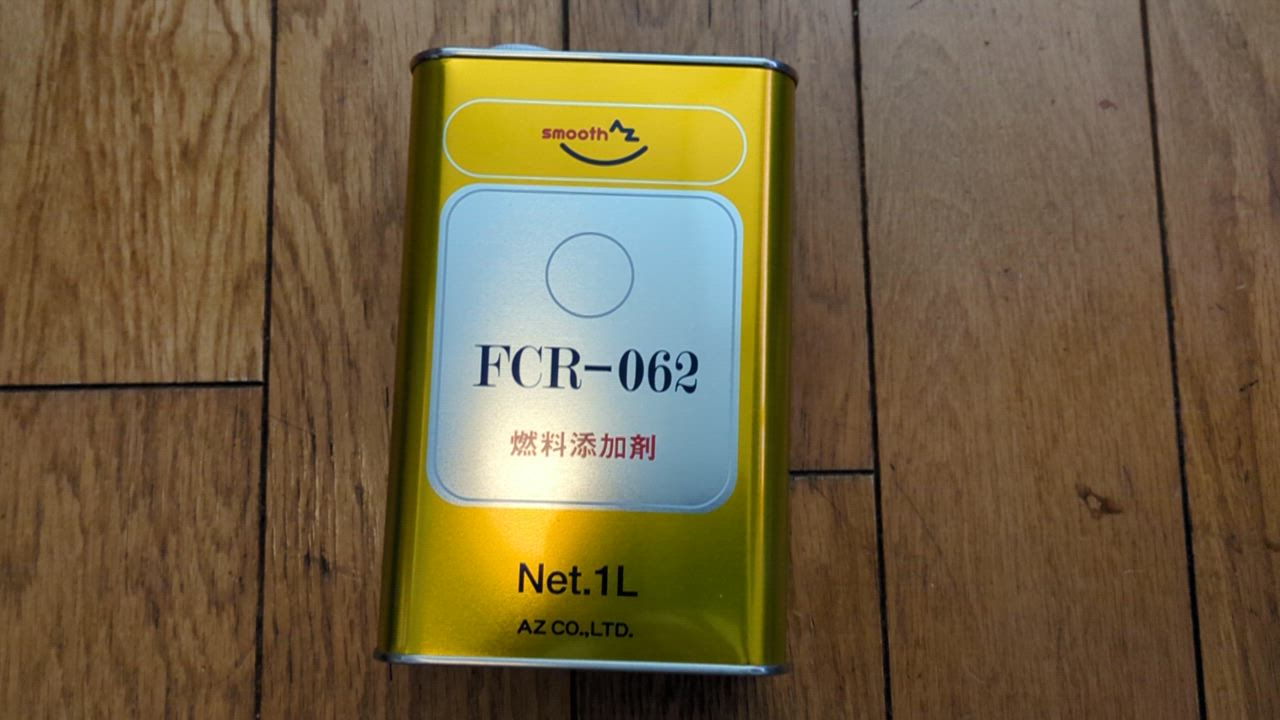 smooth AZ
FCR-062
燃料添加剤
Net.1L
AZ CO.,LTD.